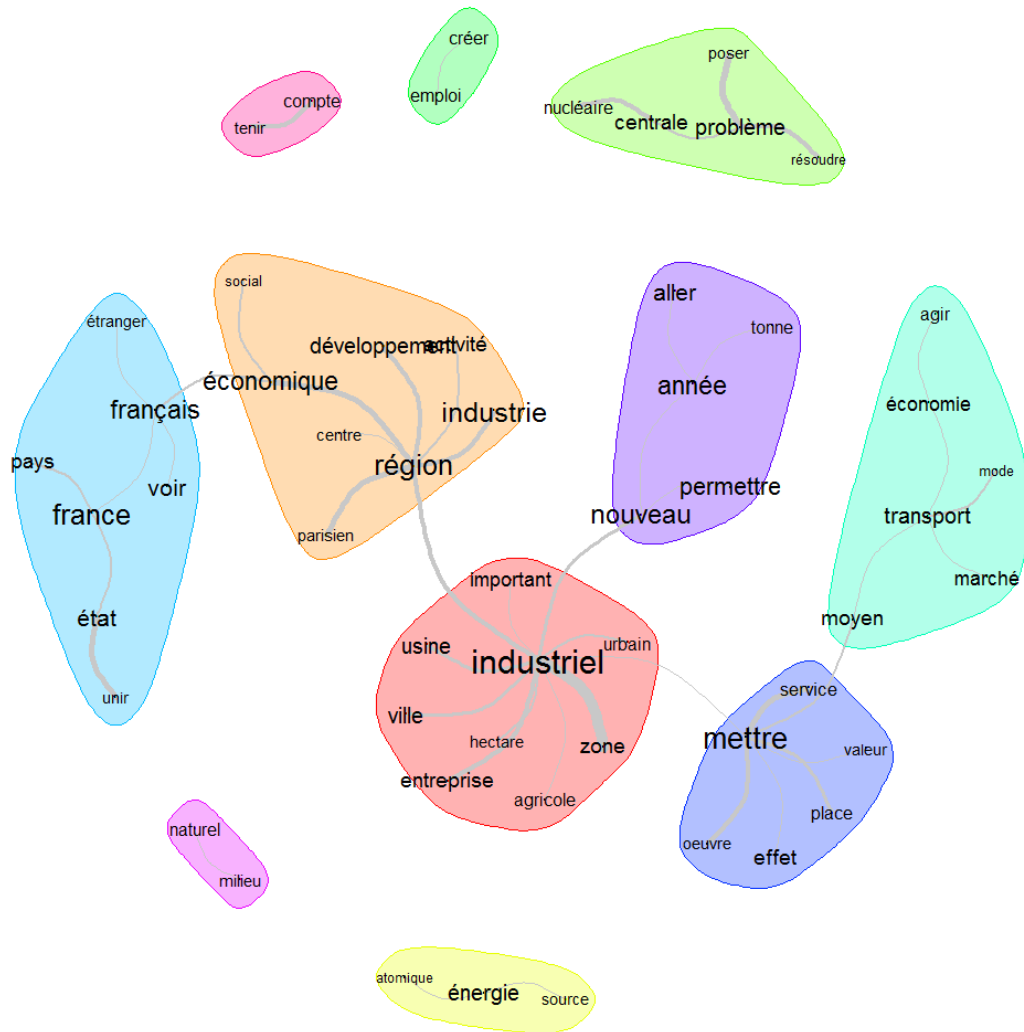 créer
emploi
compte
tenir
poser
nucléaire
centrale
problème
résoudre
social
développement
activité
économique
industrie
centre
région
parisien
étranger
français
pays
voir
france
état
unir
aller
tonne
année
permettre
nouveau
agir
économie
mode
transport
marché
moyen
important
usine
urbain
industriel
ville
hectare
zone
entreprise
agricole
service
mettre
valeur
place
oeuvre
effet
naturel
milieu
atomique
énergie
source